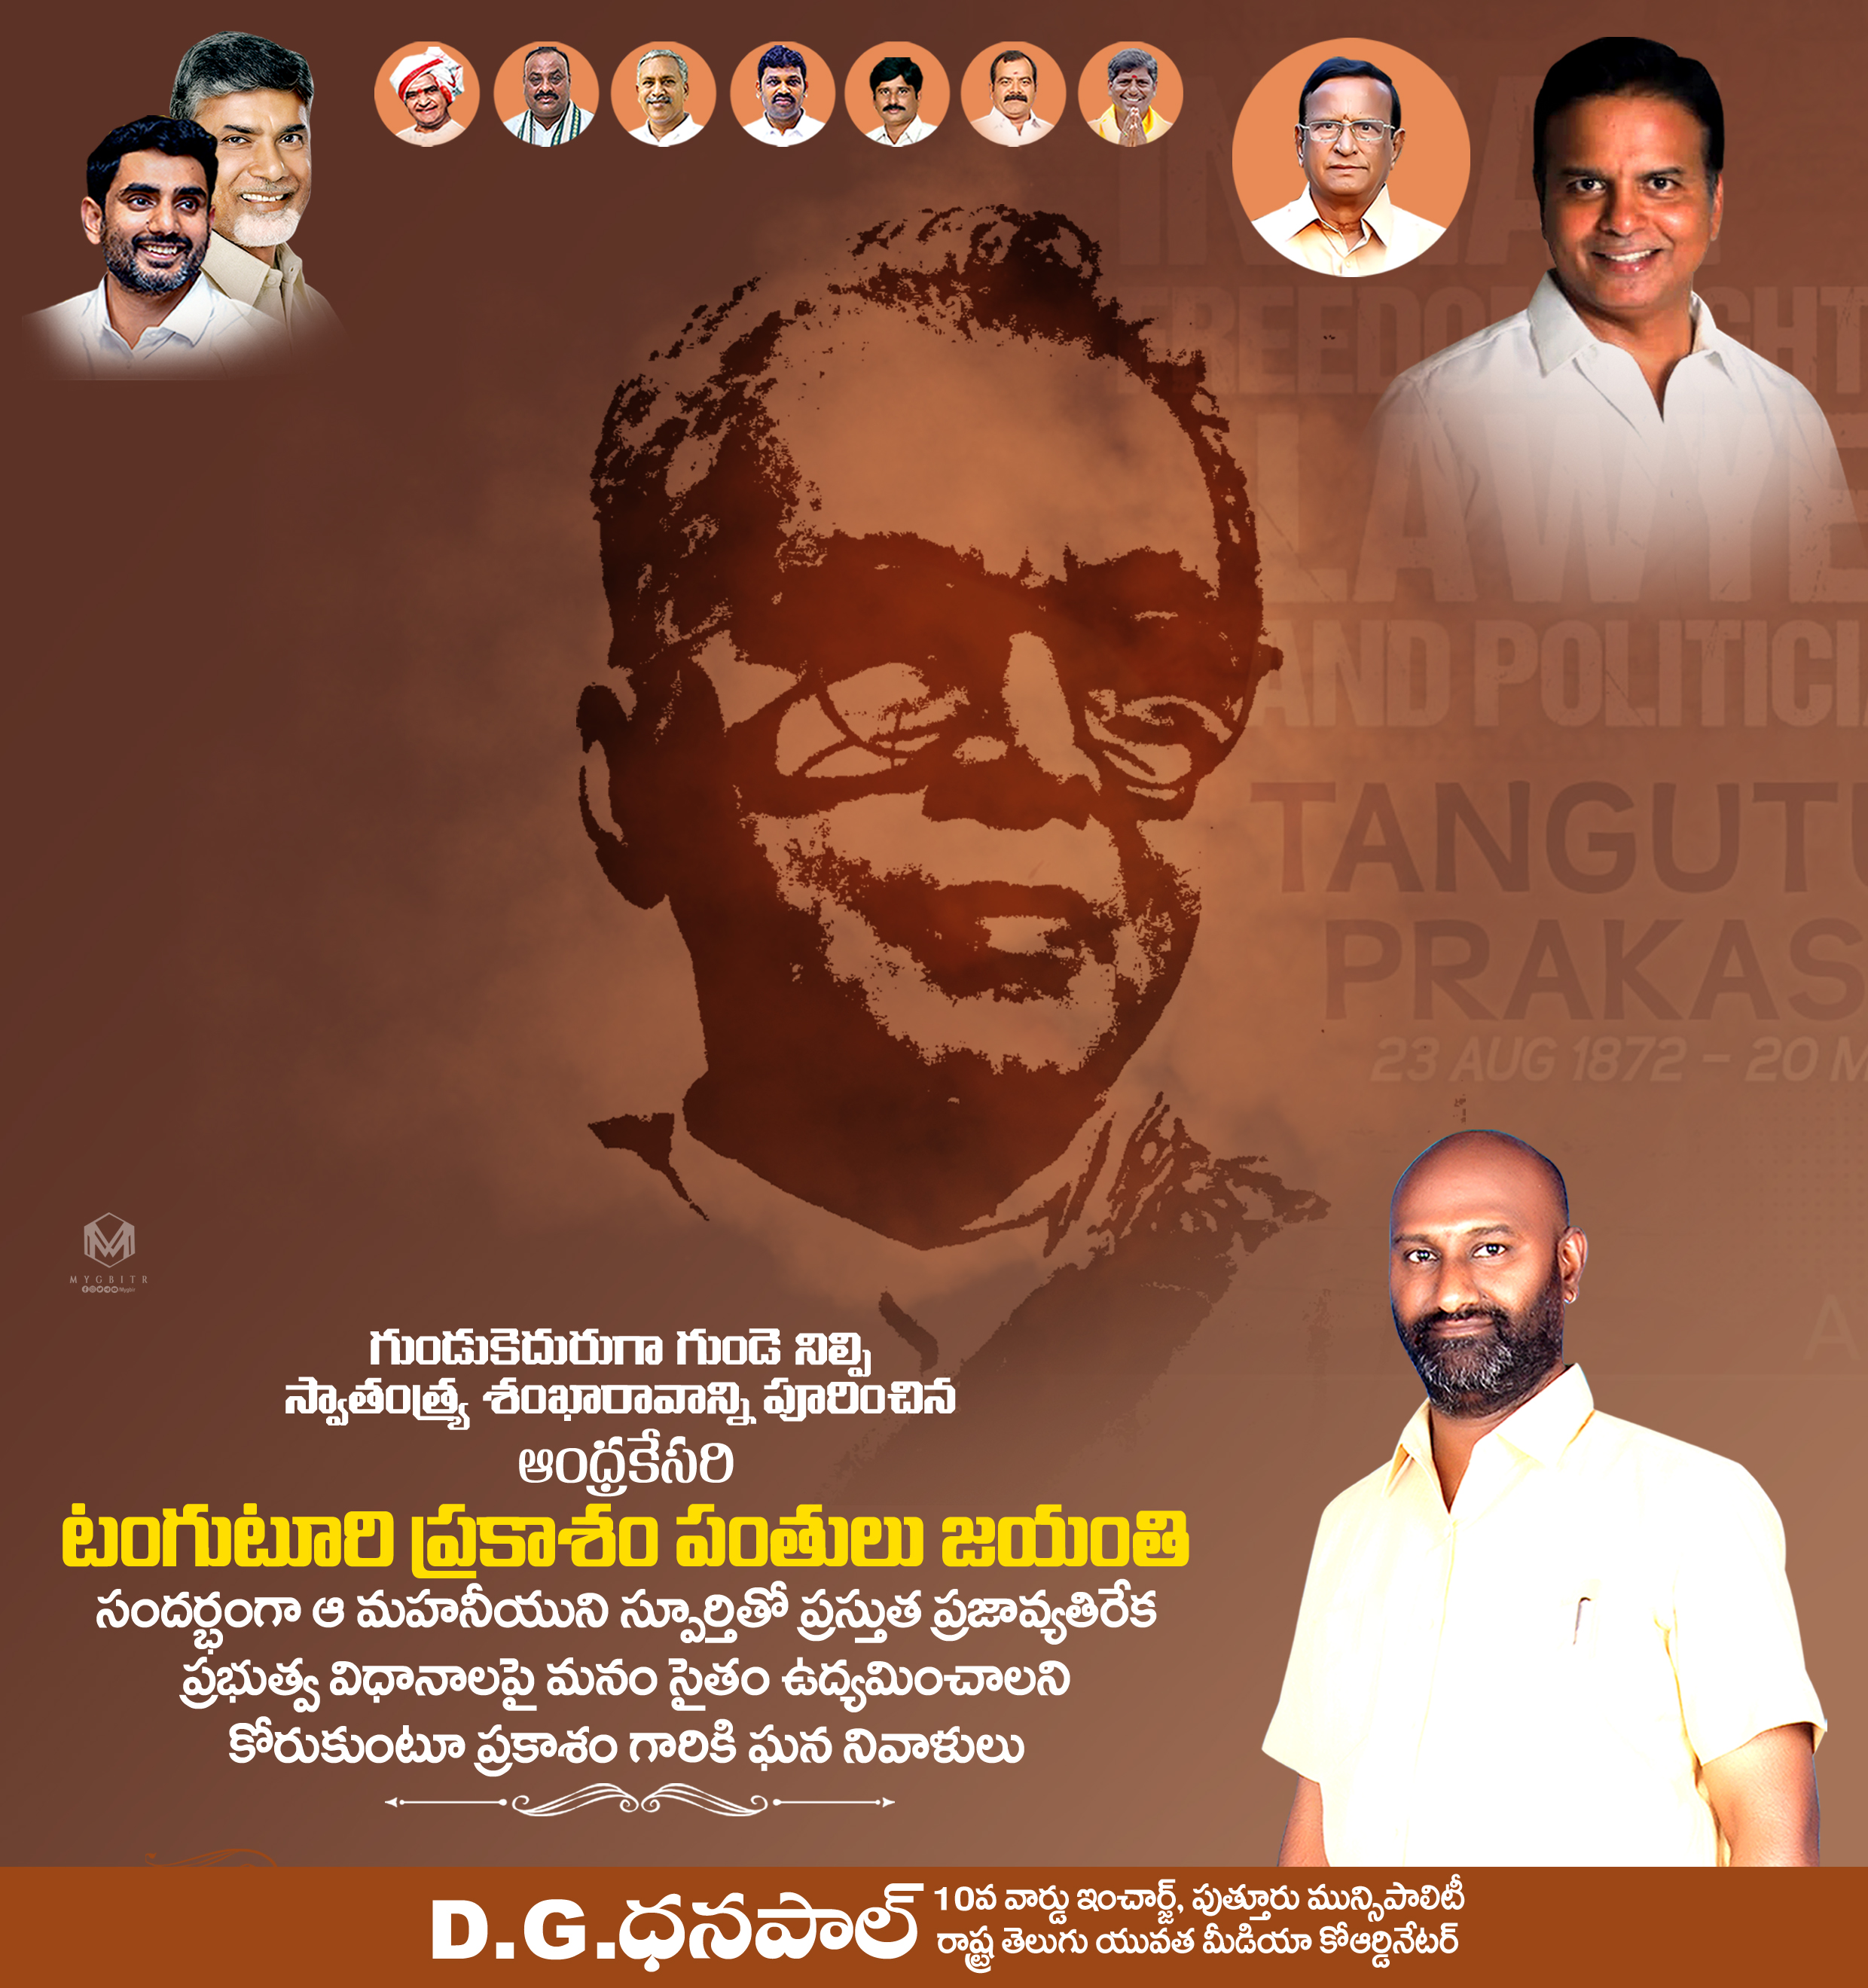 INDIA
FREEDOM FIGHT
LAWYE
AND POLITICI
TANGUTU
PRAKAS
23 AUG 1872 - 20 M
A
MYGBITR
గుండుకెదురుగా గుండె నిల్పి
స్వాతంత్ర్య శంఖారావాన్ని పూరించిన
ఆంధ్రకేసరి
టంగుటూరి ప్రకాశం పంతులు జయంతి
సందర్భంగా ఆ మహనీయుని స్పూర్తితో ప్రస్తుత ప్రజావ్యతిరేక
ప్రభుత్వ విధానాలపై మనం సైతం ఉద్యమించాలని
కోరుకుంటూ ప్రకాశం గారికి ఘన నివాళులు
D.G.ధనపాల్
10వ వార్డు ఇంచార్జ్, పుత్తూరు మున్సిపాలిటీ
రాష్ట్ర తెలుగు యువత మీడియా కోఆర్డినేటర్